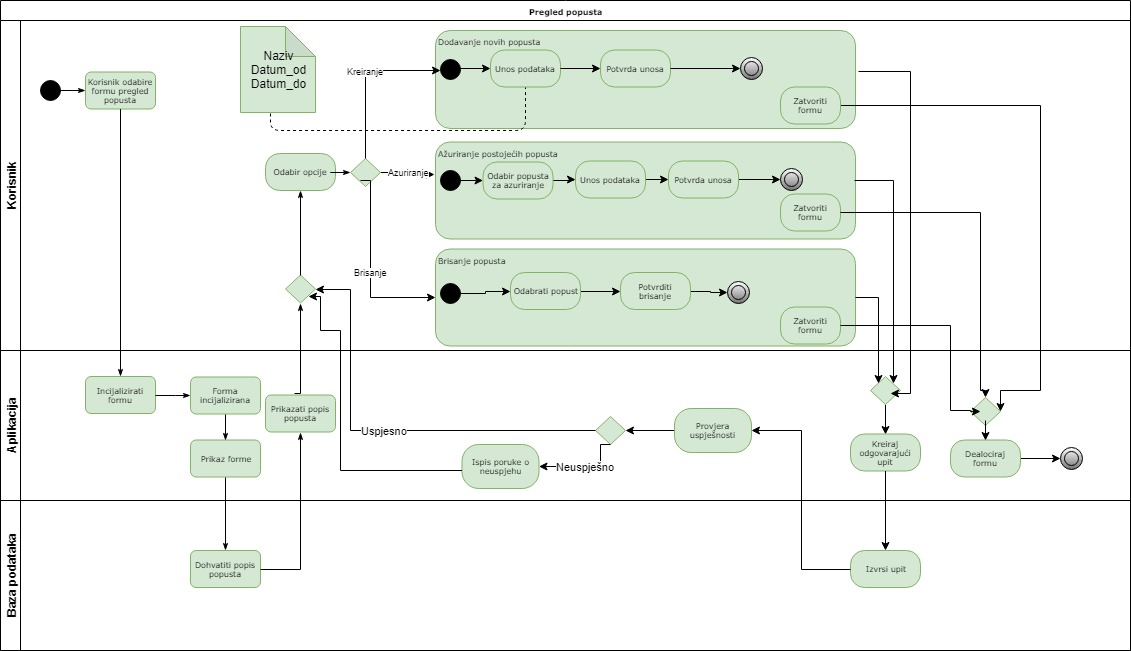 Pregled popusta
Korisnik
Korisnik odabire
formu pregled
popusta
Naziv
Datum_od
Datum_do
Kreiranje
Dodavanje novih popusta
Unos podataka
Potvrda unosa
Zatvoriti
formu
Odabir opcije
Azuriranje
Ažuriranje postojećih popusta
Odabir popusta
za azuriranje
Unos podataka
Potvrda unosa
Zatvoriti
formu
Brisanje
Brisanje popusta
Odabrati popust
Potvrditi
brisanje
Zatvoriti
formu
Aplikacija
Incijalizirati
formu
Forma
incijalizirana
Prikaz forme
Prikazati popis
popusta
Uspjesno
Neuspješno
Ispis poruke o
neuspjehu
Provjera
uspješnosti
Kreiraj
odgovarajući
upit
Dealociraj
formu
Baza podataka
Dohvatiti popis
popusta
Izvrsi upit